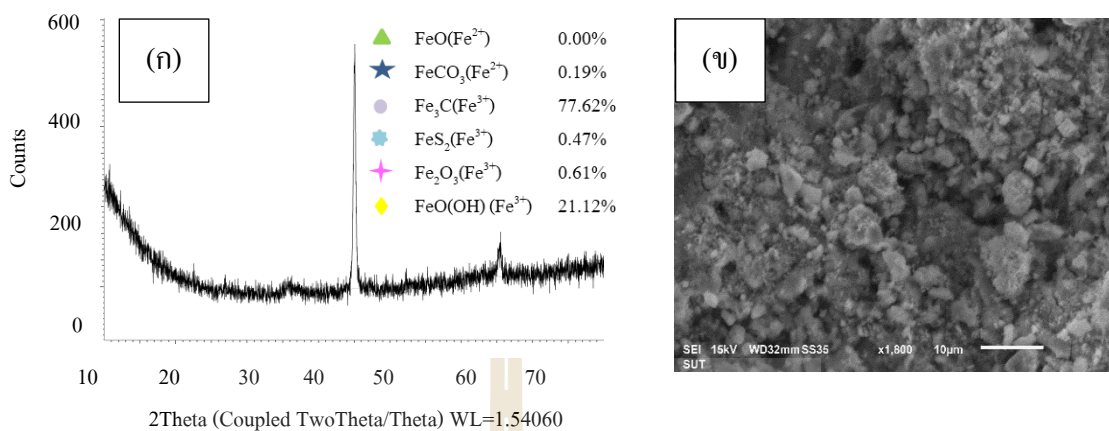 600
(ก)
FeO(Fe²⁺) 0.00%
FeCO₃(Fe²⁺) 0.19%
Fe₃C(Fe³⁺) 77.62%
FeS₂(Fe³⁺) 0.47%
Fe₂O₃(Fe³⁺) 0.61%
FeO(OH) (Fe³⁺) 21.12%
400
200
0
Counts
10 20 30 40 50 60 70
2Theta (Coupled TwoTheta/Theta) WL=1.54060
(ข)
SEI 15kV WD32mm SS35 x1,800 10µm
SUT